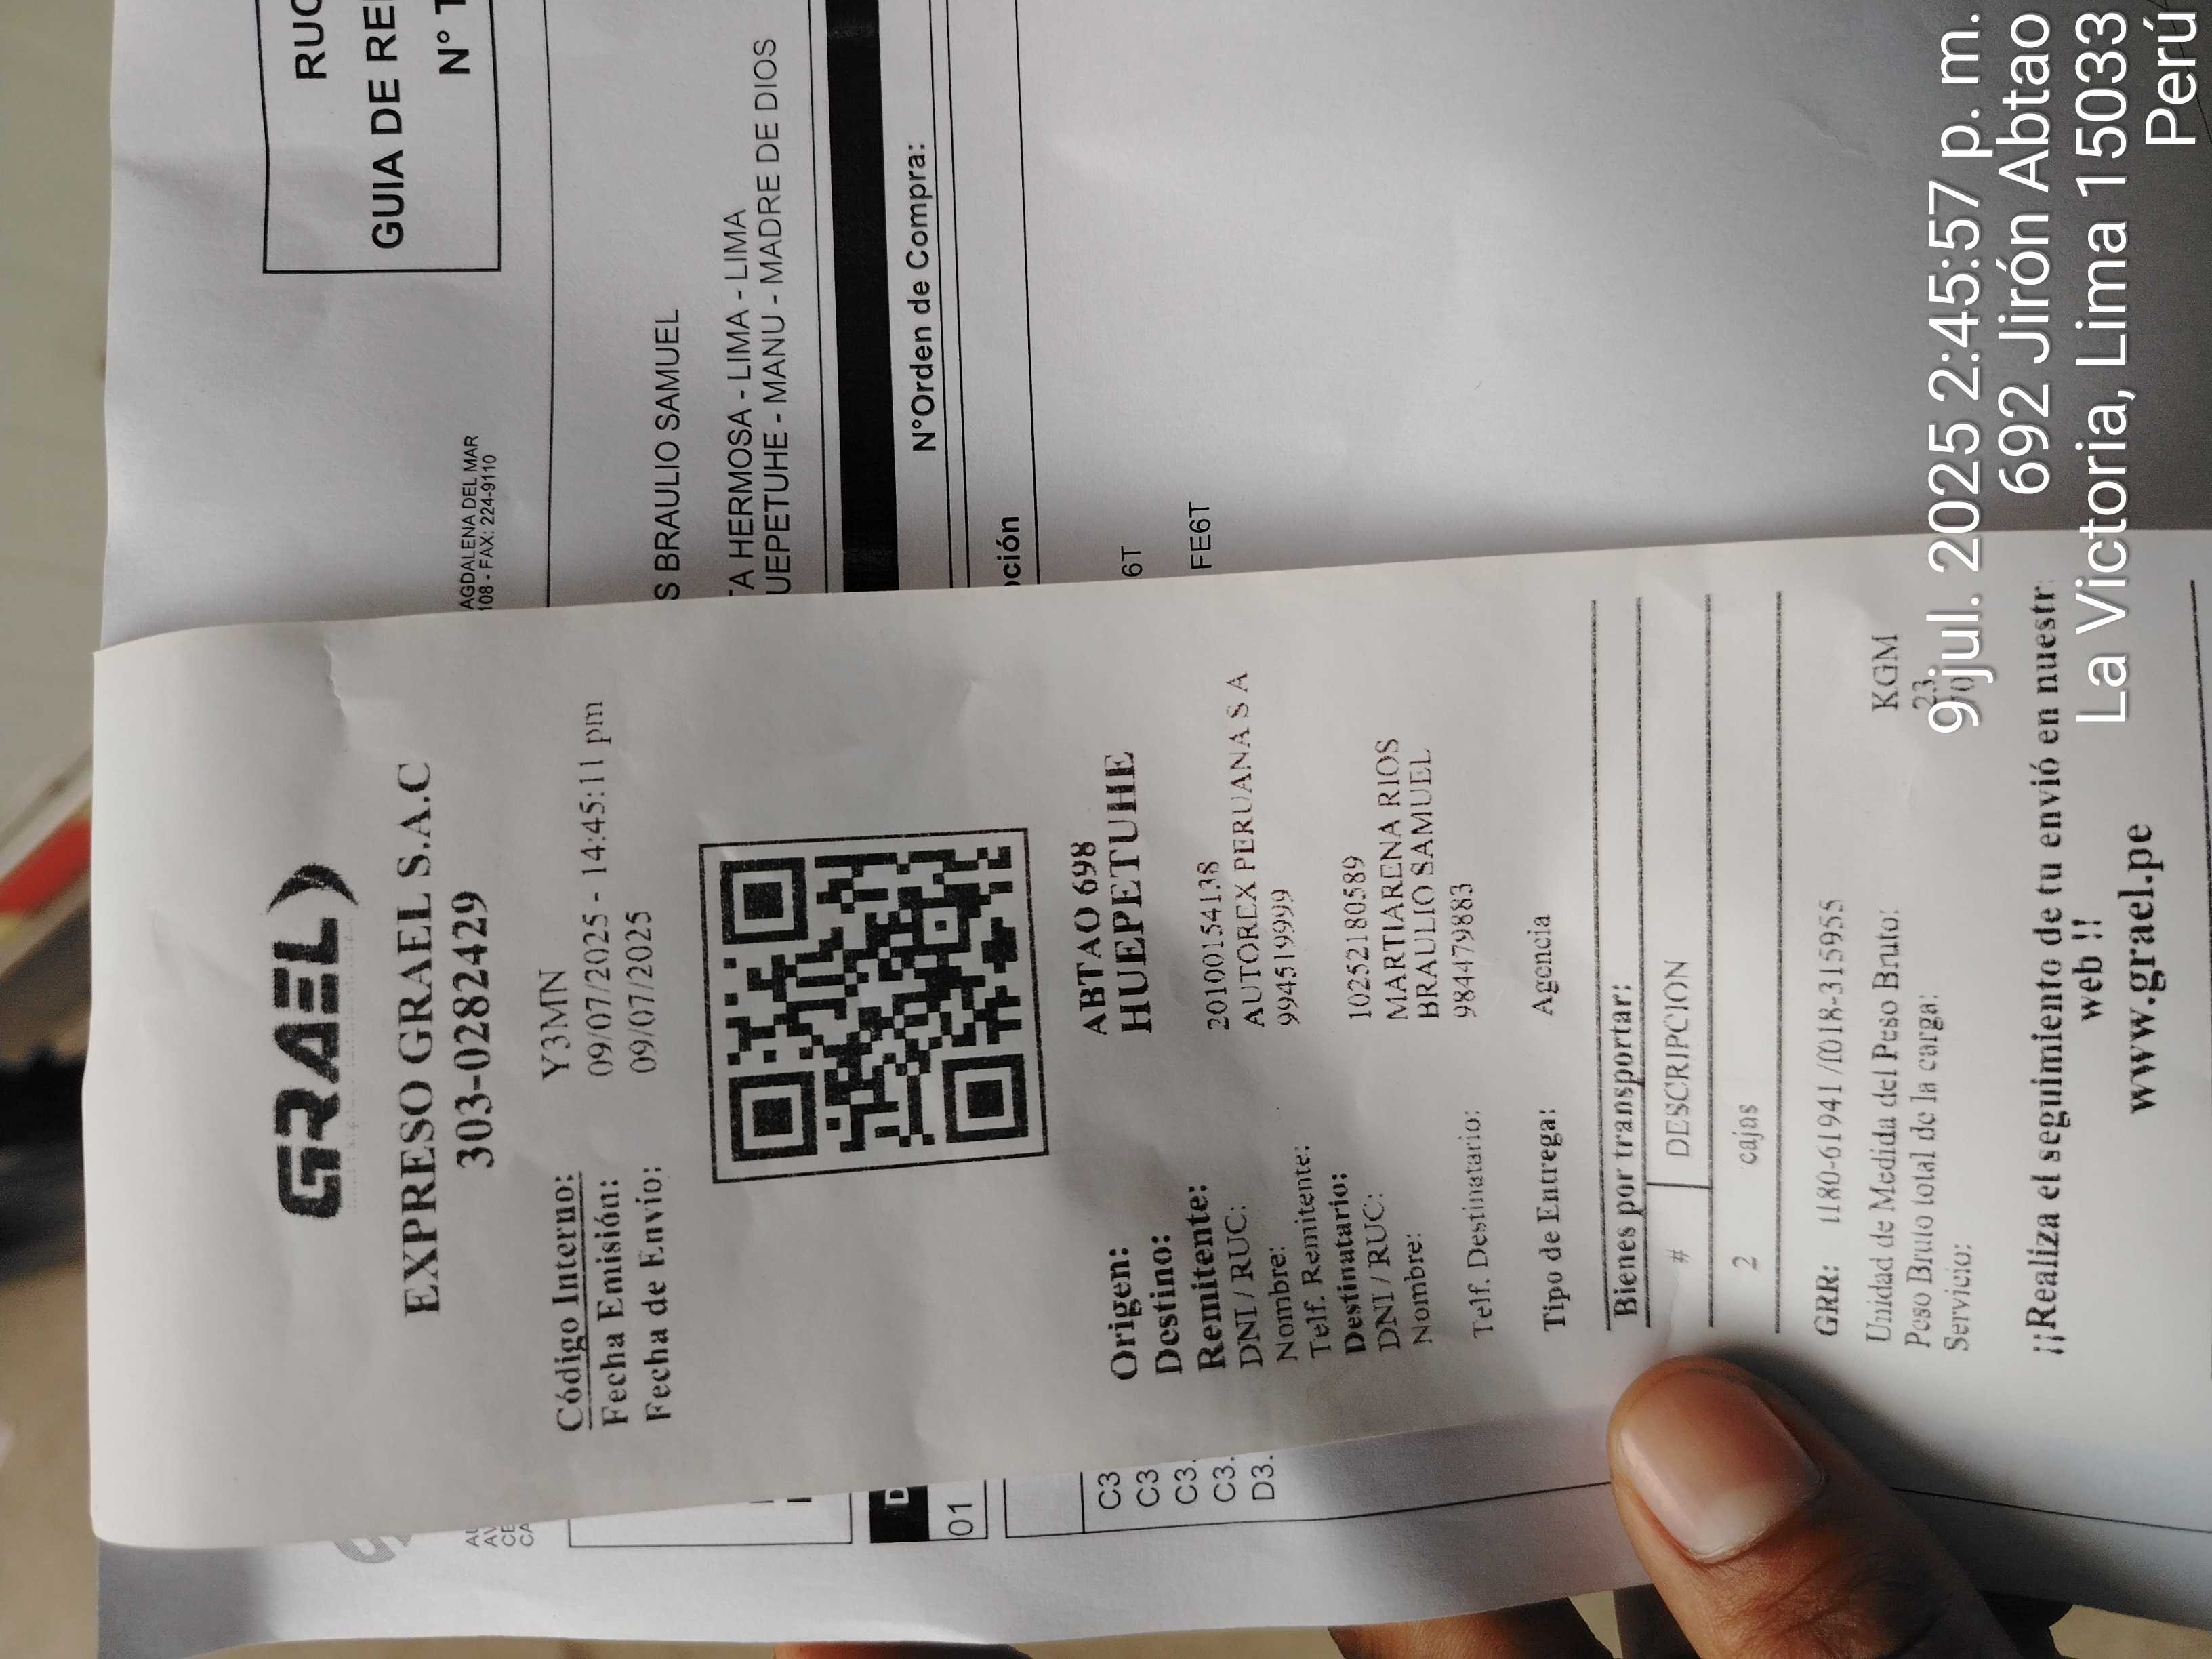 GRAEL
EXPRESO GRAEL S.A.C
303-0282429
Código Interno: Y3MN
Fecha Emisión: 09/07/2025 - 14:45:11 pm
Fecha de Envío: 09/07/2025
Origen: ABTAO 698
Destino: HUEPETUHE
Remitente:
DNI / RUC: 20100154138
Nombre: AUTOREX PERUANA S A
Telf. Remitente: 994519999
Destinatario:
DNI / RUC: 10252180589
Nombre: MARTIARENA RIOS
BRAULIO SAMUEL
Telf. Destinatario: 984479883
Tipo de Entrega: Agencia
Bienes por transportar:
# DESCRIPCION
2 cajas
GRR: t180-61941 /f018-315955
Unidad de Medida del Peso Bruto: KGM
Peso Bruto total de la carga: 23.
Servicio:
¡¡Realiza el seguimiento de tu envió en nuestr
web !!
www.grael.pe
RUC
GUIA DE REI
N° T
AGDALENA DEL MAR
108 - FAX: 224-9110
S BRAULIO SAMUEL
TA HERMOSA - LIMA - LIMA
UEPETUHE - MANU - MADRE DE DIOS
N°Orden de Compra:
pción
6T
FE6T
D
01
C3
C3
C3.
C3.
D3.
9 jul. 2025 2:45:57 p. m.
692 Jirón Abtao
La Victoria, Lima 15033
Perú